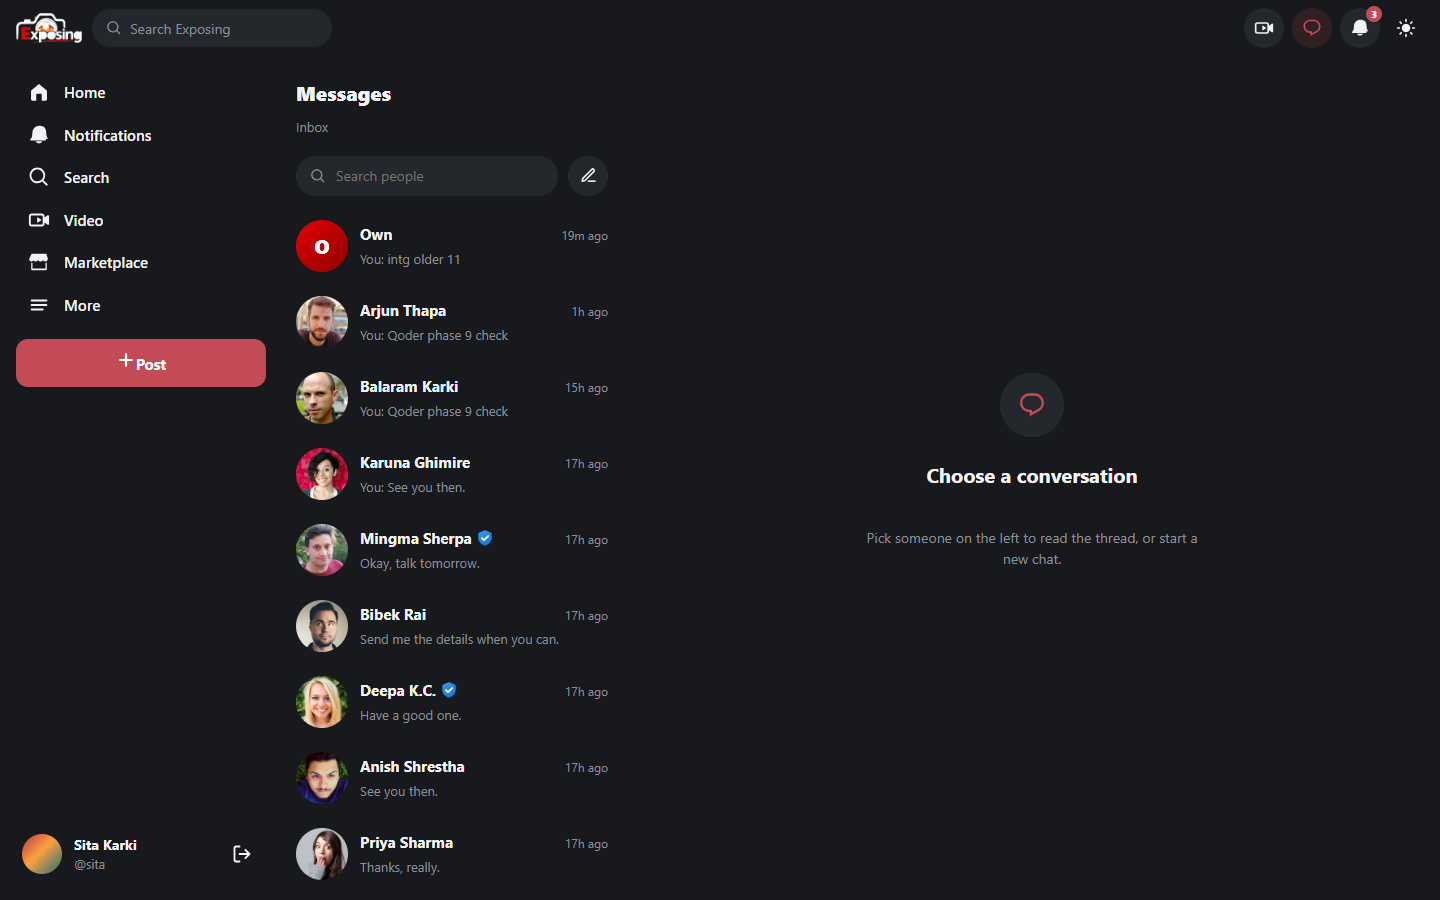 Exposing
Search Exposing
3
Home
Notifications
Search
Video
Marketplace
More
Post
Sita Karki
@sita
Messages
Inbox
Search people
O
Own
19m ago
You: intg older 11
Arjun Thapa
1h ago
You: Qoder phase 9 check
Balaram Karki
15h ago
You: Qoder phase 9 check
Karuna Ghimire
17h ago
You: See you then.
Mingma Sherpa
17h ago
Okay, talk tomorrow.
Bibek Rai
17h ago
Send me the details when you can.
Deepa K.C.
17h ago
Have a good one.
Anish Shrestha
17h ago
See you then.
Priya Sharma
17h ago
Thanks, really.
Choose a conversation
Pick someone on the left to read the thread, or start a
new chat.